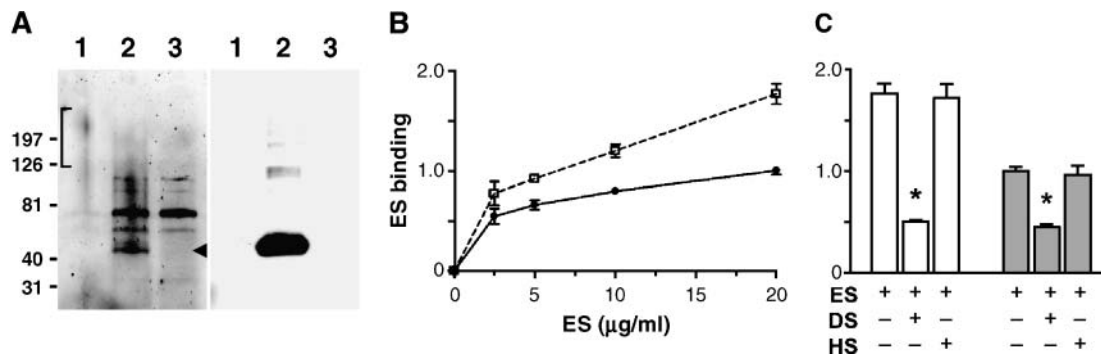 A
1 2 3 1 2 3
197
126
81
40
31
B
2.0
1.0
0
ES binding
0 5 10 15 20
ES (μg/ml)
C
2.0
1.0
0
* *
ES + + + + + +
DS – + – – + –
HS – – + – – +